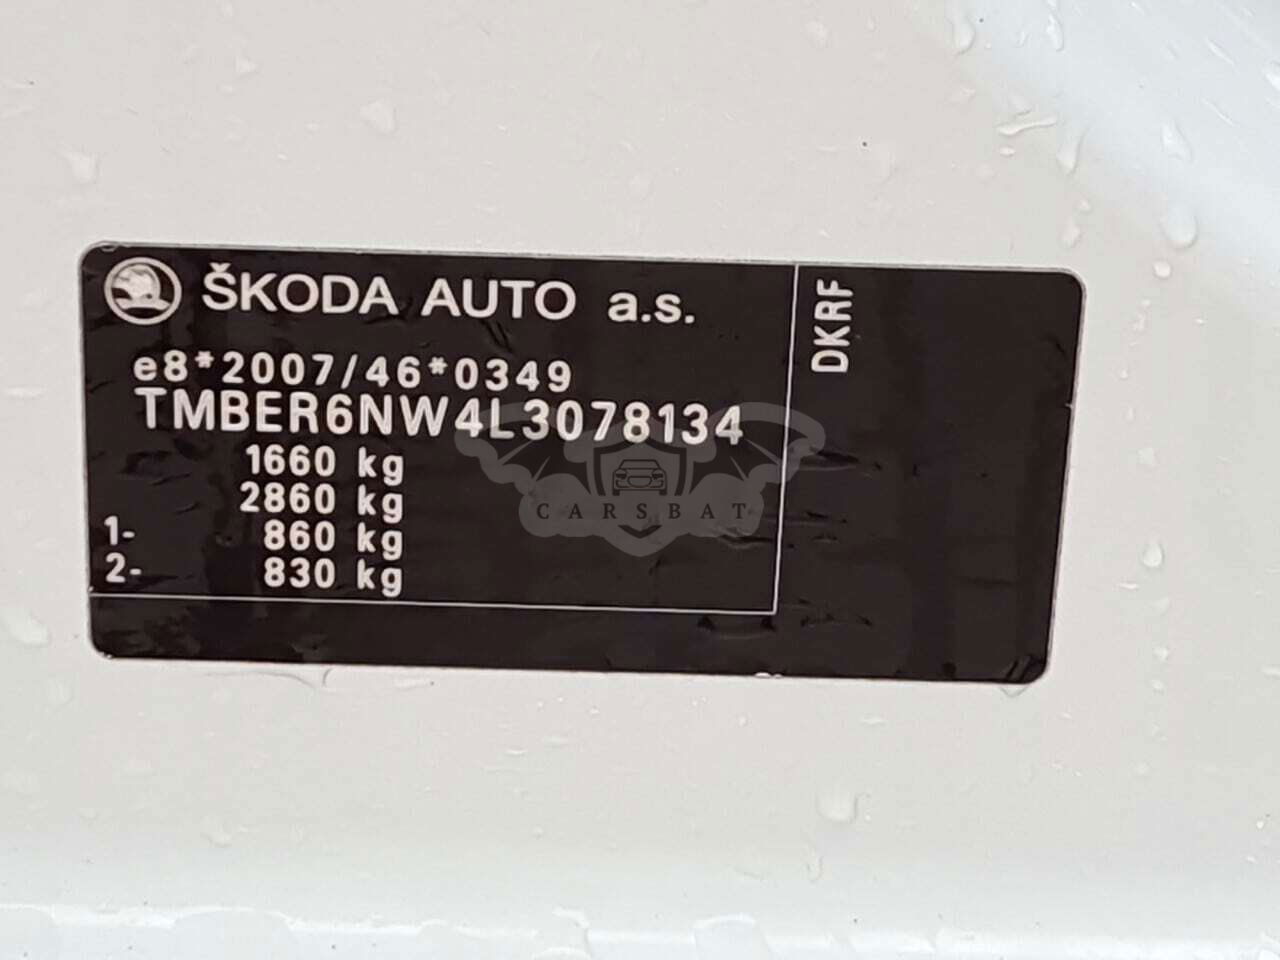 ŠKODA AUTO a.s.
e8*2007/46*0349
TMBER6NW4L3078134
1660 kg
2860 kg
1- 860 kg
2- 830 kg
DKRF
CARSBAT